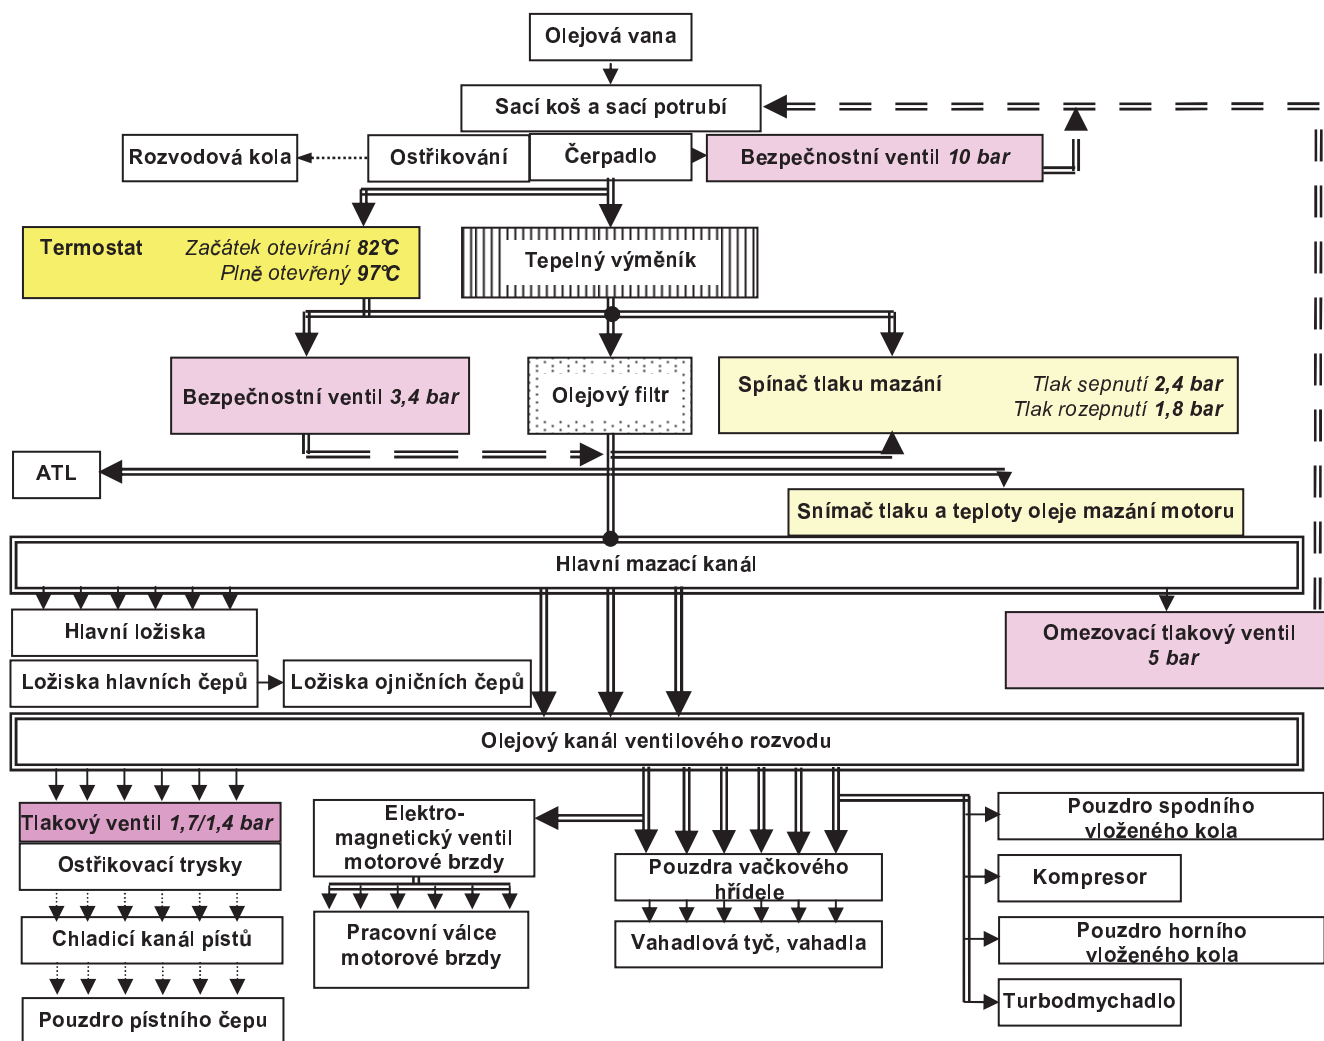 Olejová vana
Sací koš a sací potrubí
Rozvodová kola
Ostřikování
Čerpadlo
Bezpečnostní ventil 10 bar
Termostat Začátek otevírání 82°C
Plně otevřený 97°C
Tepelný výměník
Bezpečnostní ventil 3,4 bar
Olejový filtr
Spínač tlaku mazání Tlak sepnutí 2,4 bar
Tlak rozepnutí 1,8 bar
ATL
Snímač tlaku a teploty oleje mazání motoru
Hlavní mazací kanál
Hlavní ložiska
Omezovací tlakový ventil
5 bar
Ložiska hlavních čepů
Ložiska ojničních čepů
Olejový kanál ventilového rozvodu
Tlakový ventil 1,7/1,4 bar
Ostřikovací trysky
Chladicí kanál pístů
Pouzdro pístního čepu
Elektro-
magnetický ventil
motorové brzdy
Pracovní válce
motorové brzdy
Pouzdra vačkového
hřídele
Vahadlová tyč, vahadla
Pouzdro spodního
vloženého kola
Kompresor
Pouzdro horního
vloženého kola
Turbodmychadlo